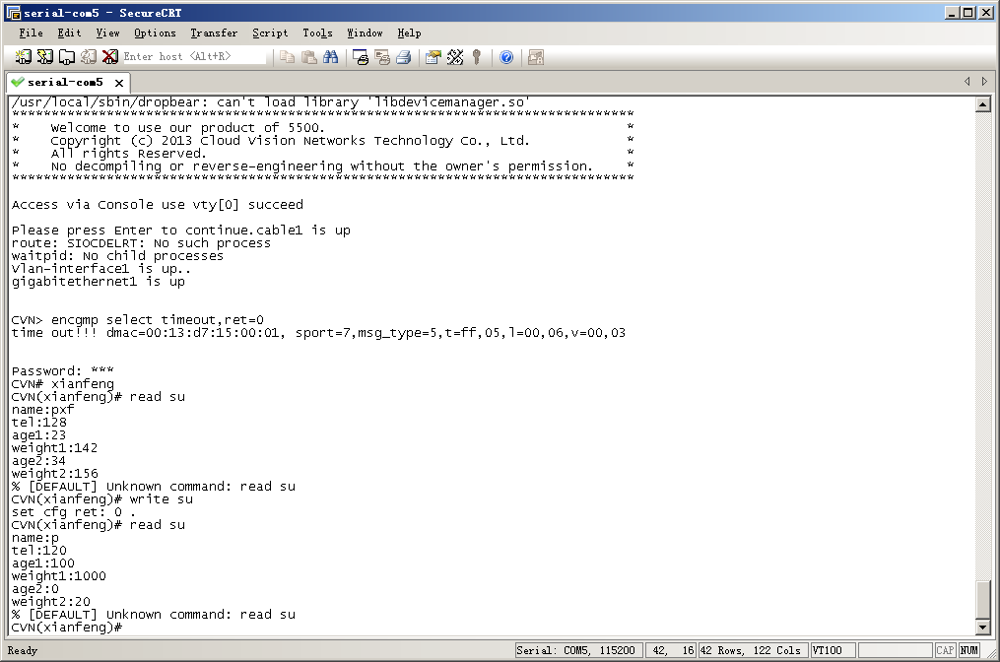 serial-com5 - SecureCRT
File Edit View Options Transfer Script Tools Window Help
Enter host <Alt+R>
serial-com5
/usr/local/sbin/dropbear: can't load library 'libdevicemanager.so'
*******************************************************************************
* Welcome to use our product of 5500. *
* Copyright (c) 2013 Cloud Vision Networks Technology Co., Ltd. *
* All rights Reserved. *
* No decompiling or reverse-engineering without the owner's permission. *
*******************************************************************************
Access via Console use vty[0] succeed
Please press Enter to continue.cable1 is up
route: SIOCDELRT: No such process
waitpid: No child processes
Vlan-interface1 is up..
gigabitethernet1 is up
CVN> encgmp select timeout,ret=0
time out!!! dmac=00:13:d7:15:00:01, sport=7,msg_type=5,t=ff,05,l=00,06,v=00,03
Password: ***
CVN# xianfeng
CVN(xianfeng)# read su
name:pxf
tel:128
age1:23
weight1:142
age2:34
weight2:156
% [DEFAULT] Unknown command: read su
CVN(xianfeng)# write su
set cfg ret: 0 .
CVN(xianfeng)# read su
name:p
tel:120
age1:100
weight1:1000
age2:0
weight2:20
% [DEFAULT] Unknown command: read su
CVN(xianfeng)#
Ready Serial: COM5, 115200 42, 16 42 Rows, 122 Cols VT100 CAP NUM